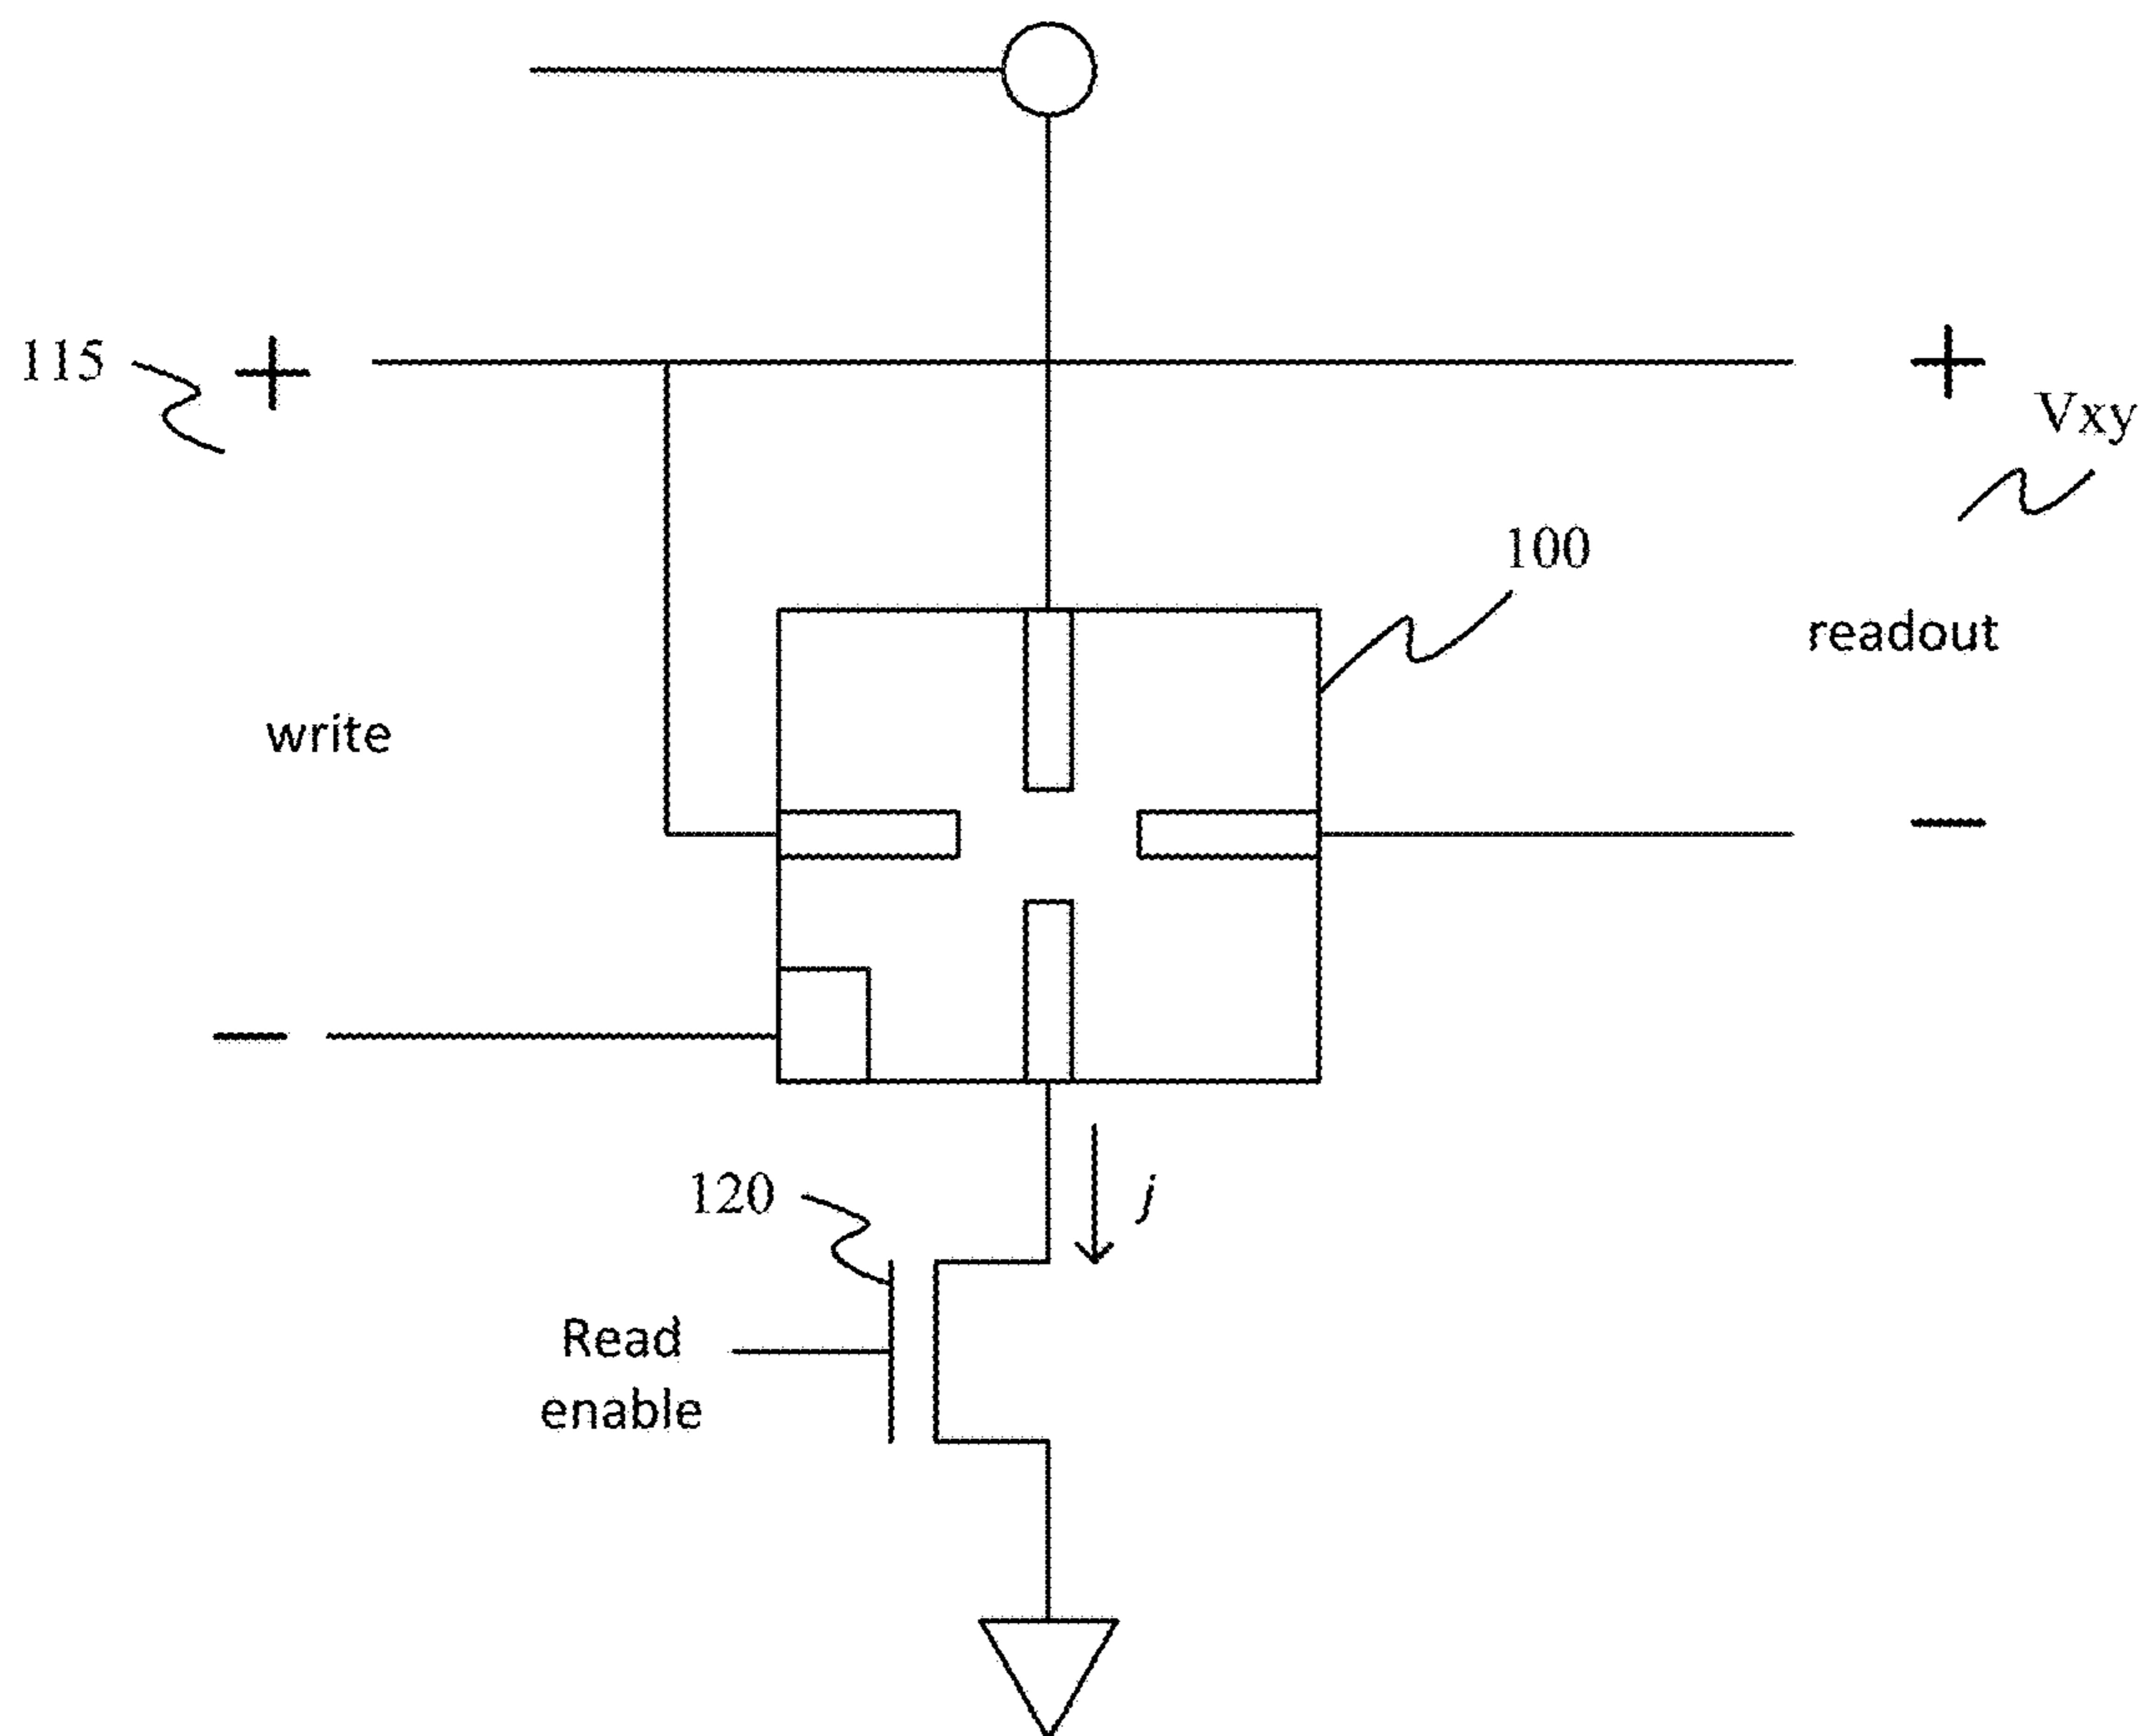 115
+
+
Vxy
100
readout
write
−
−
120
j
Read
enable